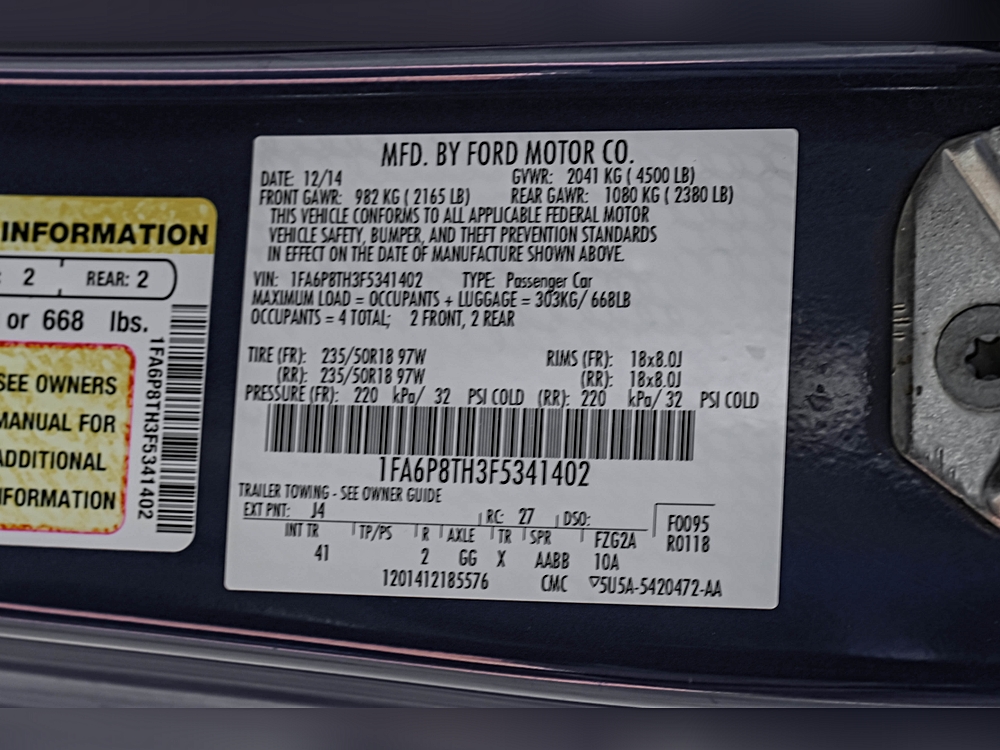 INFORMATION
: 2 REAR: 2
or 668 lbs.
SEE OWNERS
MANUAL FOR
ADDITIONAL
INFORMATION
1FA6P8TH3F5341402
MFD. BY FORD MOTOR CO.
DATE: 12/14 GVWR: 2041 KG ( 4500 LB)
FRONT GAWR: 982 KG ( 2165 LB) REAR GAWR: 1080 KG ( 2380 LB)
THIS VEHICLE CONFORMS TO ALL APPLICABLE FEDERAL MOTOR
VEHICLE SAFETY, BUMPER, AND THEFT PREVENTION STANDARDS
IN EFFECT ON THE DATE OF MANUFACTURE SHOWN ABOVE.
VIN: 1FA6P8TH3F5341402 TYPE: Passenger Car
MAXIMUM LOAD = OCCUPANTS + LUGGAGE = 303KG/ 668LB
OCCUPANTS = 4 TOTAL; 2 FRONT, 2 REAR
TIRE (FR): 235/50R18 97W RIMS (FR): 18x8.0J
(RR): 235/50R18 97W (RR): 18x8.0J
PRESSURE (FR): 220 kPa/ 32 PSI COLD (RR): 220 kPa/ 32 PSI COLD
1FA6P8TH3F5341402
TRAILER TOWING - SEE OWNER GUIDE
EXT PNT: J4 RC: 27 DSO: F0095
INT TR TP/PS R AXLE TR SPR FZG2A R0118
41 2 GG X AABB 10A
1201412185576 CMC ▽5U5A-5420472-AA